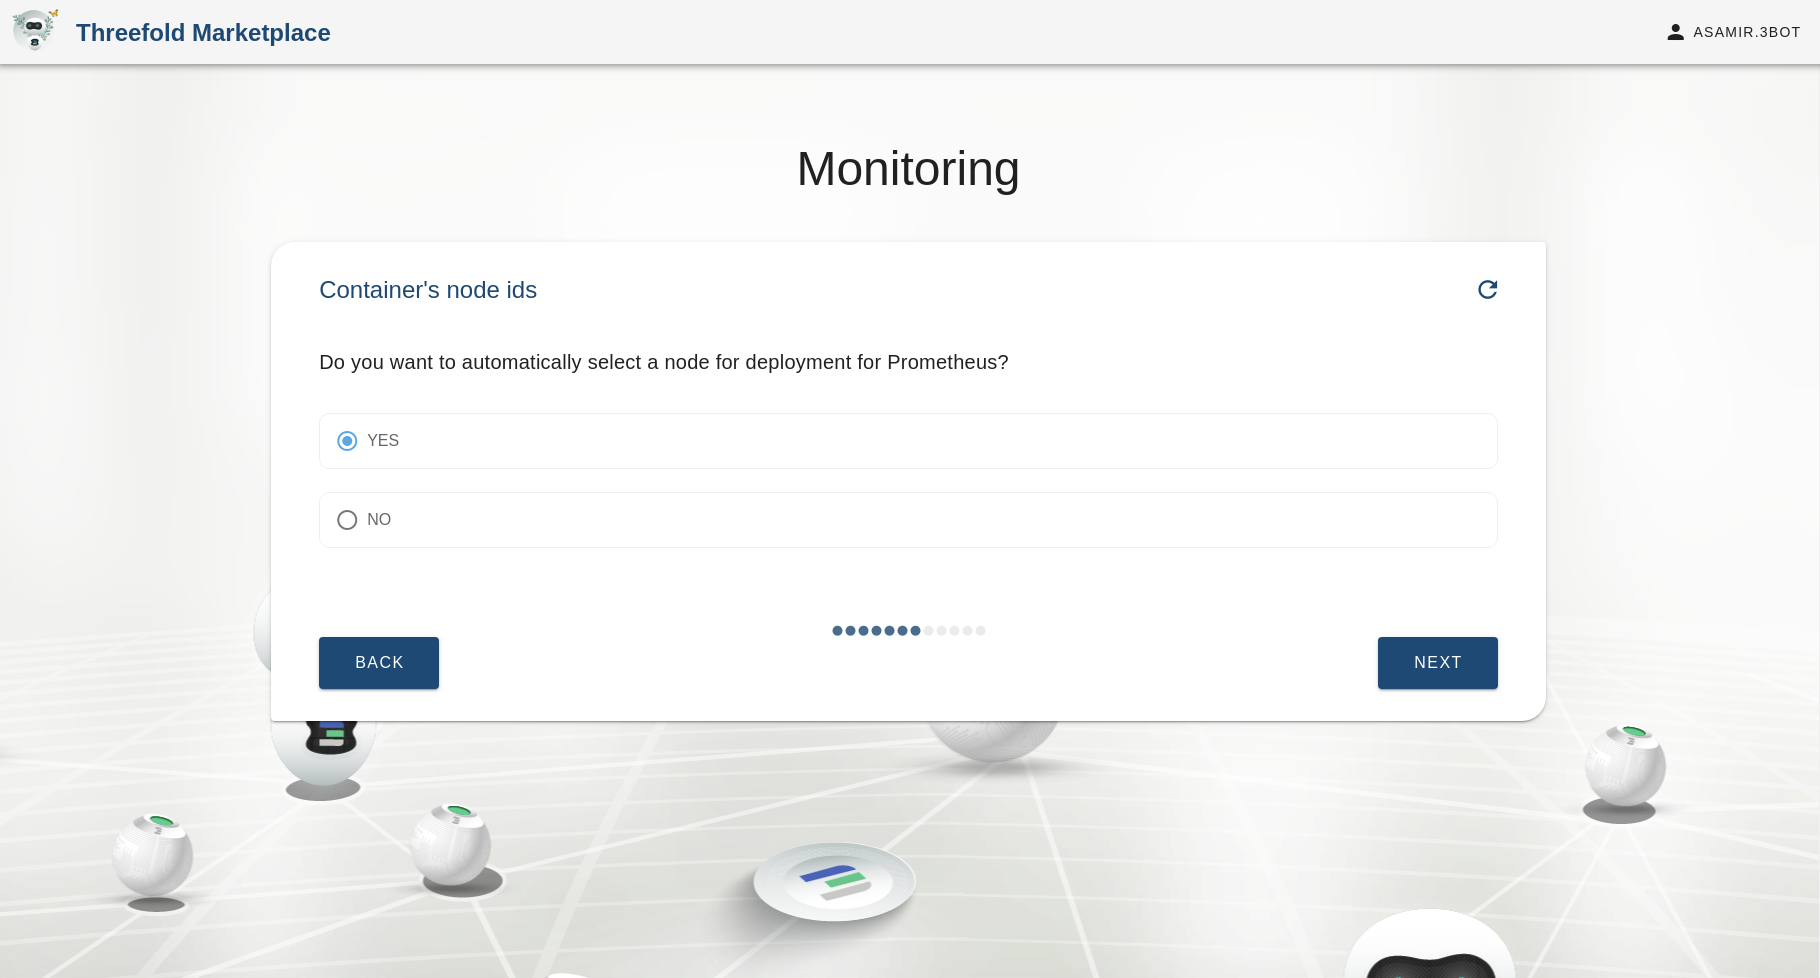 Threefold Marketplace
ASAMIR.3BOT
Monitoring
Container's node ids
Do you want to automatically select a node for deployment for Prometheus?
YES
NO
BACK
NEXT